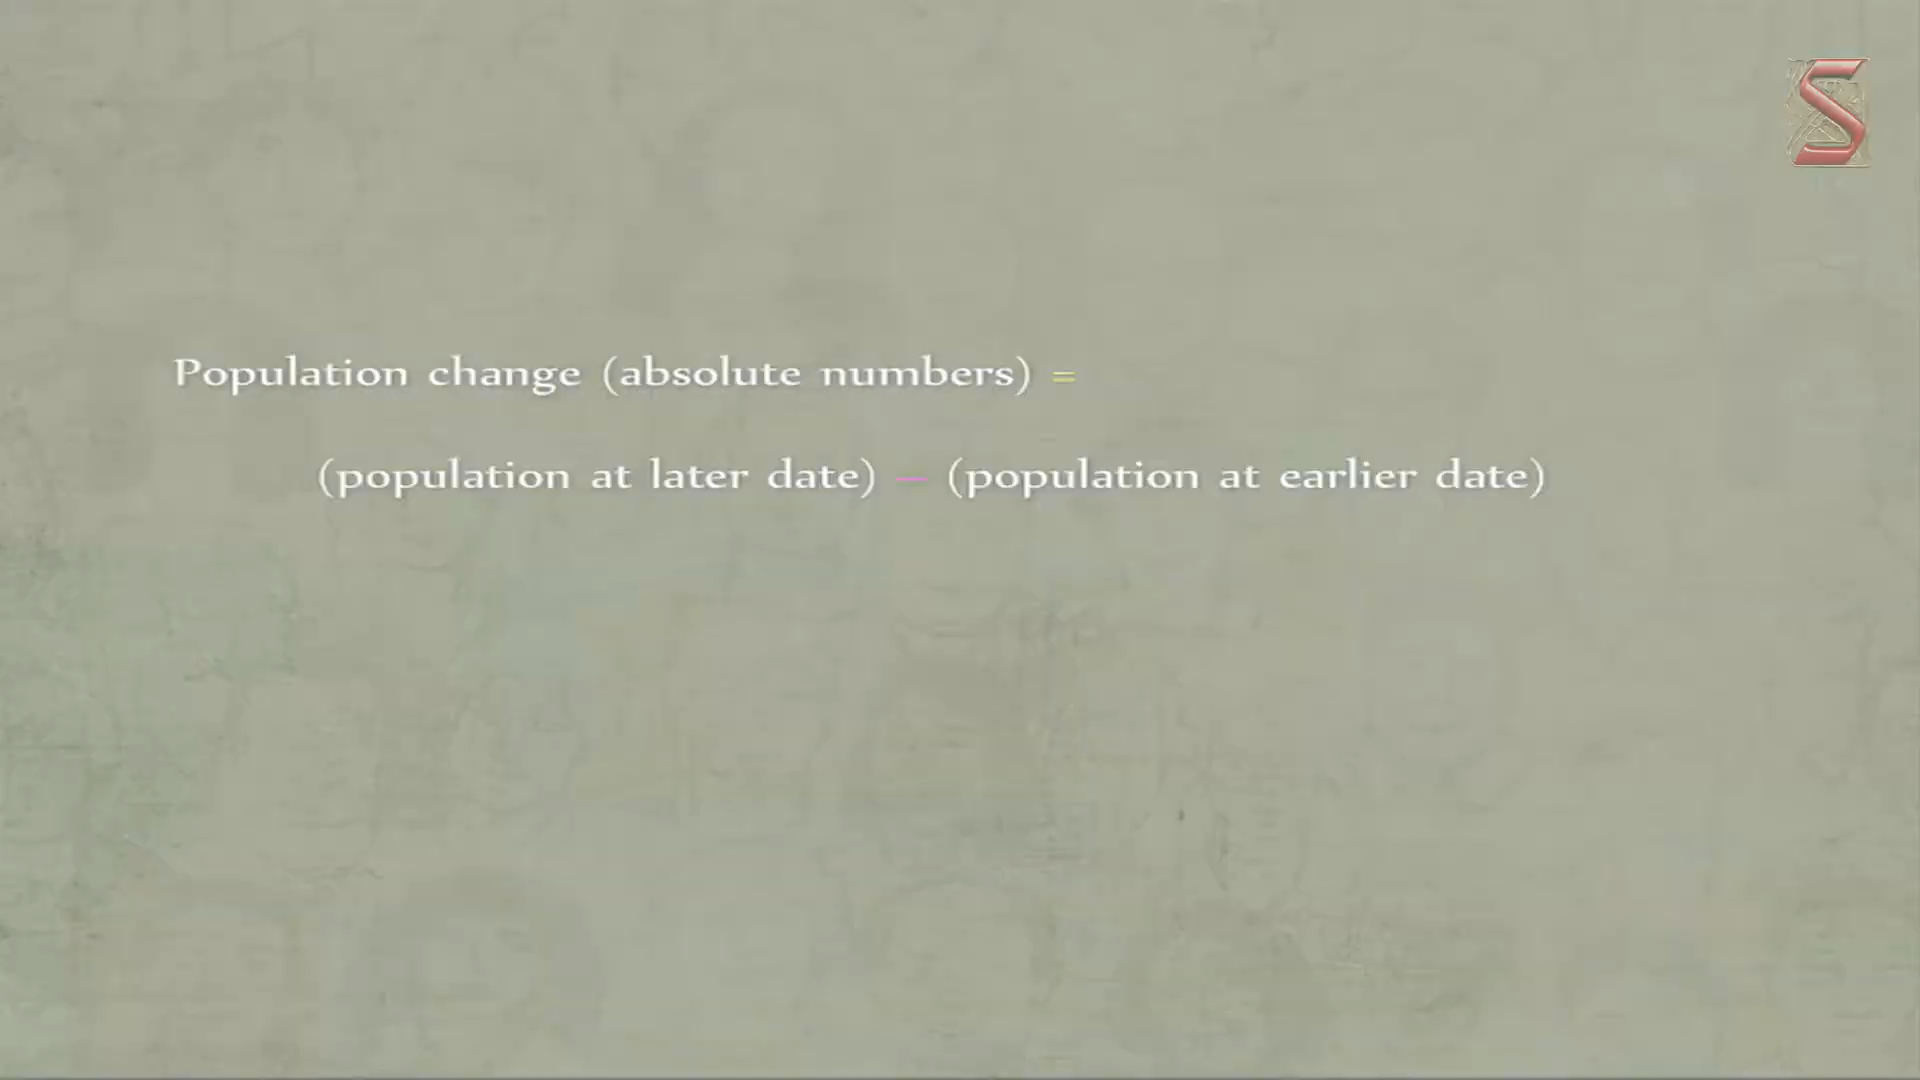 S
Population change (absolute numbers) =
(population at later date) — (population at earlier date)